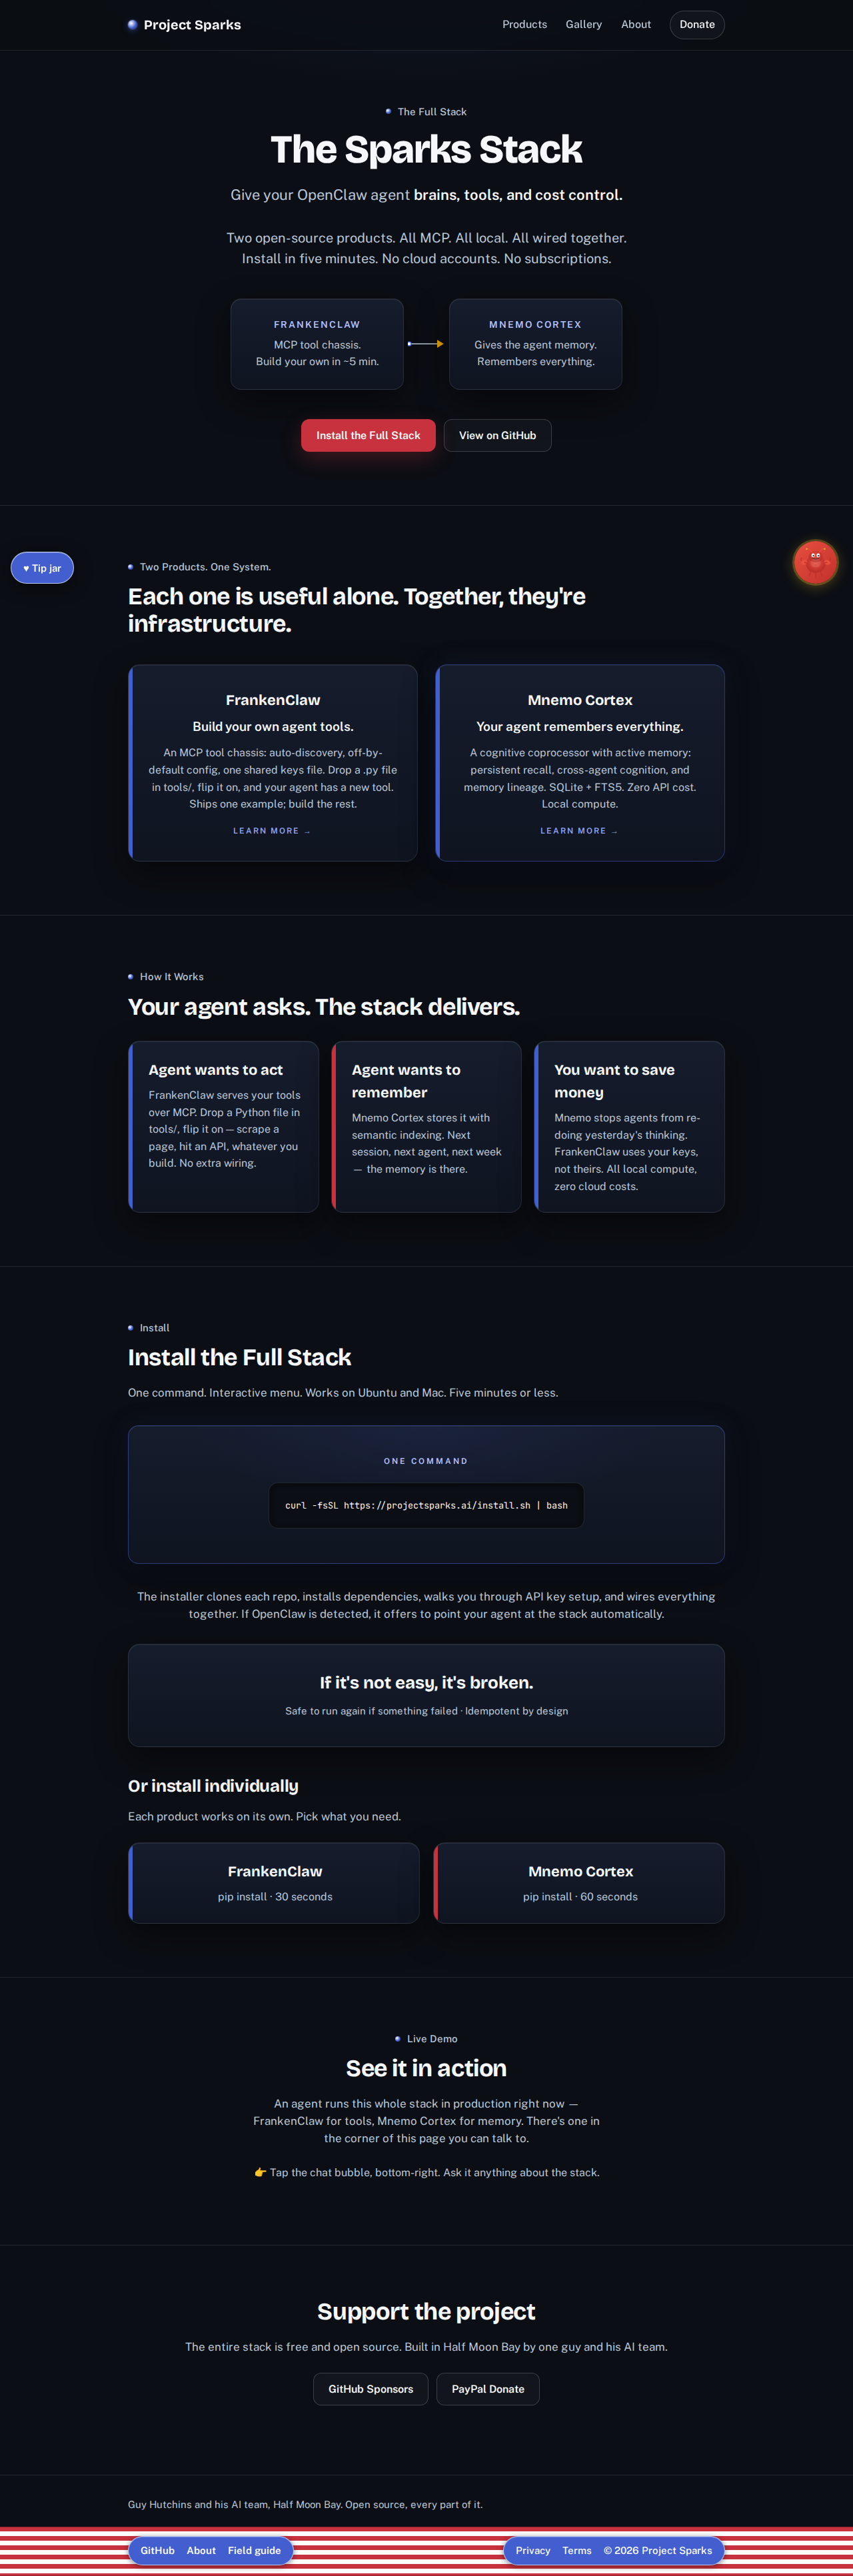 Project Sparks
Products
Gallery
About
Donate
The Full Stack
The Sparks Stack
Give your OpenClaw agent brains, tools, and cost control.
Two open-source products. All MCP. All local. All wired together.
Install in five minutes. No cloud accounts. No subscriptions.
FRANKENCLAW
MCP tool chassis.
Build your own in ~5 min.
MNEMO CORTEX
Gives the agent memory.
Remembers everything.
Install the Full Stack
View on GitHub
♥ Tip jar
Two Products. One System.
Each one is useful alone. Together, they're
infrastructure.
FrankenClaw
Build your own agent tools.
An MCP tool chassis: auto-discovery, off-by-
default config, one shared keys file. Drop a .py file
in tools/, flip it on, and your agent has a new tool.
Ships one example; build the rest.
LEARN MORE →
Mnemo Cortex
Your agent remembers everything.
A cognitive coprocessor with active memory:
persistent recall, cross-agent cognition, and
memory lineage. SQLite + FTS5. Zero API cost.
Local compute.
LEARN MORE →
How It Works
Your agent asks. The stack delivers.
Agent wants to act
FrankenClaw serves your tools
over MCP. Drop a Python file in
tools/, flip it on — scrape a
page, hit an API, whatever you
build. No extra wiring.
Agent wants to
remember
Mnemo Cortex stores it with
semantic indexing. Next
session, next agent, next week
— the memory is there.
You want to save
money
Mnemo stops agents from re-
doing yesterday's thinking.
FrankenClaw uses your keys,
not theirs. All local compute,
zero cloud costs.
Install
Install the Full Stack
One command. Interactive menu. Works on Ubuntu and Mac. Five minutes or less.
ONE COMMAND
curl -fsSL https://projectsparks.ai/install.sh | bash
The installer clones each repo, installs dependencies, walks you through API key setup, and wires everything
together. If OpenClaw is detected, it offers to point your agent at the stack automatically.
If it's not easy, it's broken.
Safe to run again if something failed · Idempotent by design
Or install individually
Each product works on its own. Pick what you need.
FrankenClaw
pip install · 30 seconds
Mnemo Cortex
pip install · 60 seconds
Live Demo
See it in action
An agent runs this whole stack in production right now —
FrankenClaw for tools, Mnemo Cortex for memory. There's one in
the corner of this page you can talk to.
👉 Tap the chat bubble, bottom-right. Ask it anything about the stack.
Support the project
The entire stack is free and open source. Built in Half Moon Bay by one guy and his AI team.
GitHub Sponsors
PayPal Donate
Guy Hutchins and his AI team, Half Moon Bay. Open source, every part of it.
GitHub
About
Field guide
Privacy
Terms
© 2026 Project Sparks